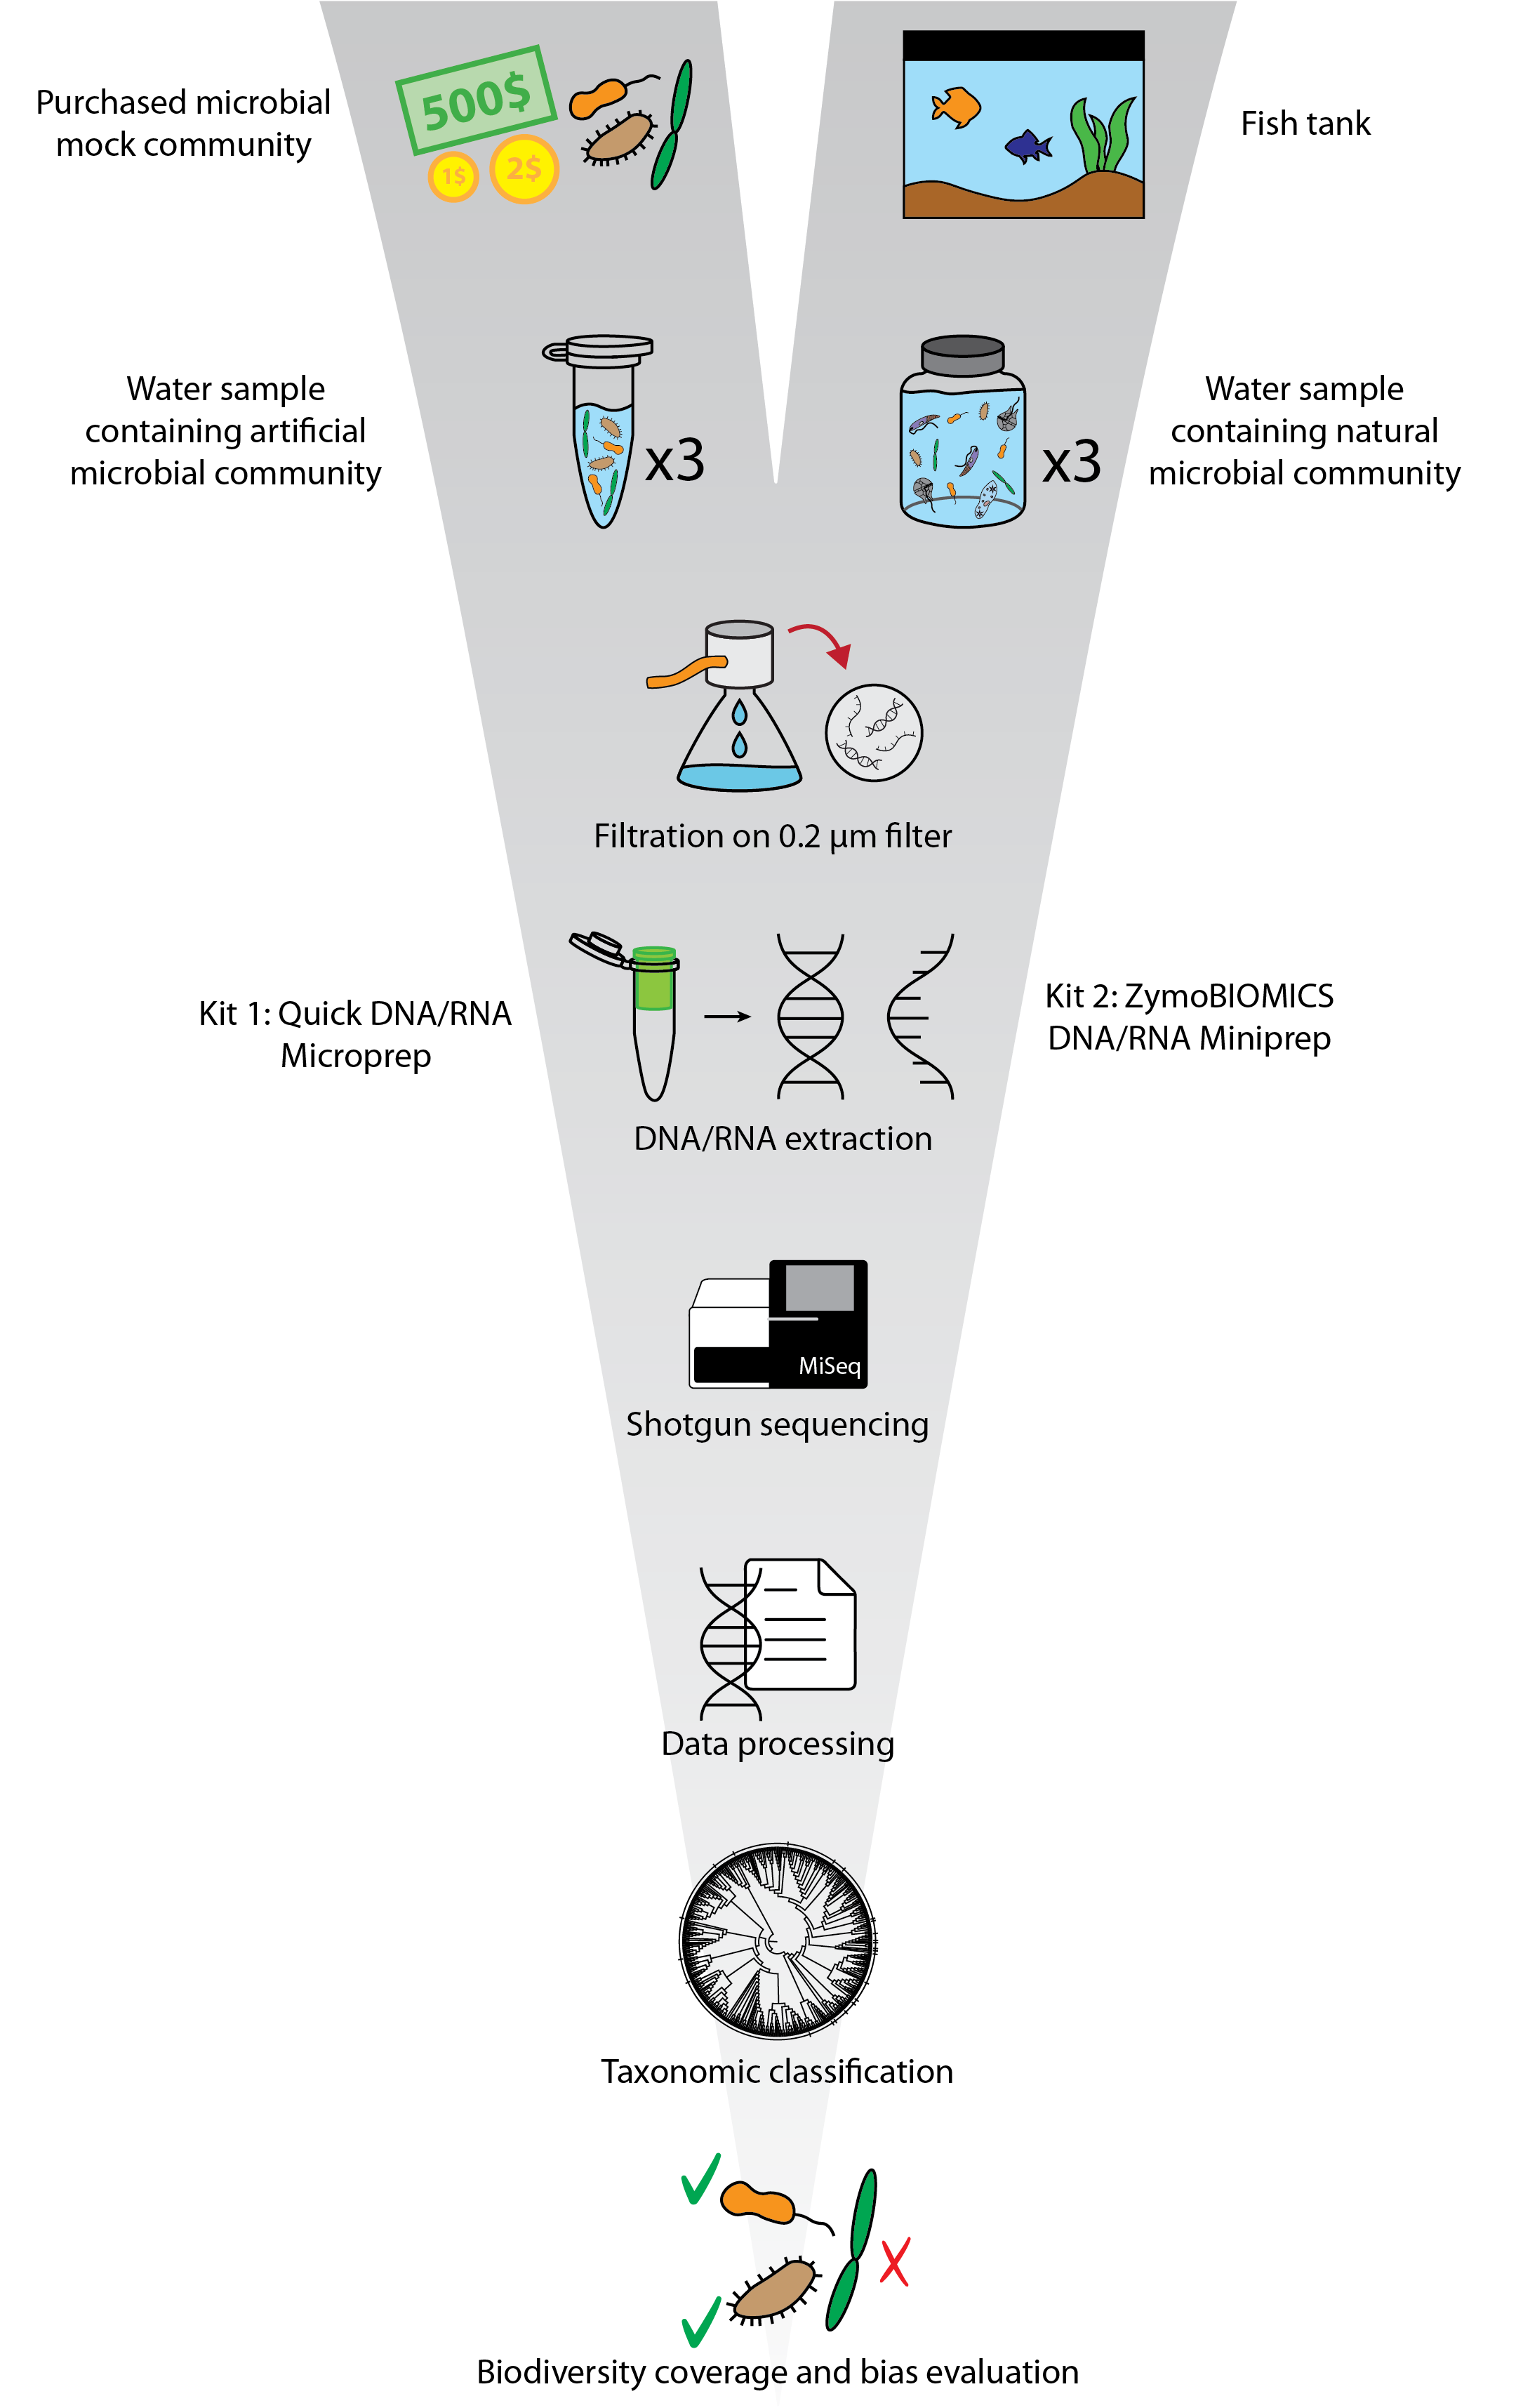 Purchased microbial
mock community
500$
1$
2$
Fish tank
Water sample
containing artificial
microbial community
x3
x3
Water sample
containing natural
microbial community
Filtration on 0.2 µm filter
Kit 1: Quick DNA/RNA
Microprep
Kit 2: ZymoBIOMICS
DNA/RNA Miniprep
DNA/RNA extraction
MiSeq
Shotgun sequencing
Data processing
Taxonomic classification
Biodiversity coverage and bias evaluation